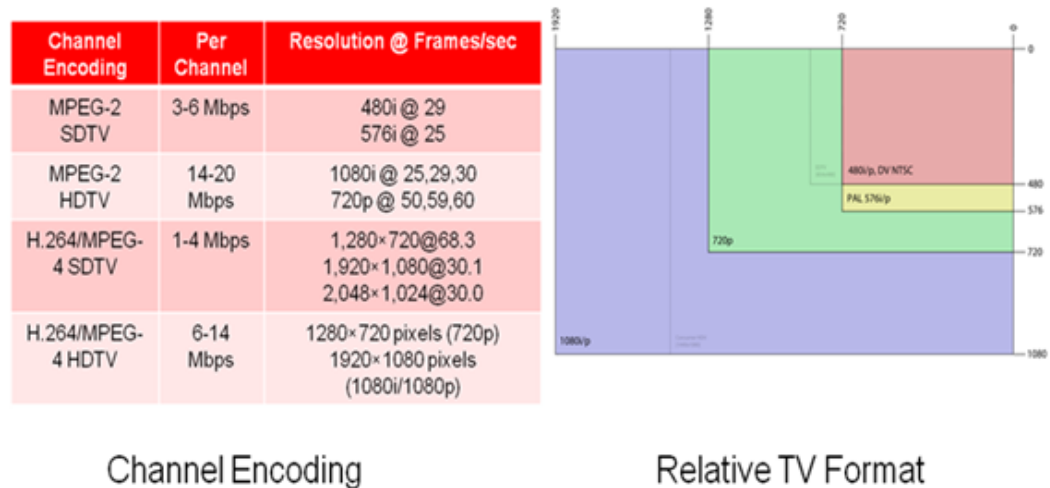 Channel Encoding
Per Channel
Resolution @ Frames/sec
MPEG-2 SDTV
3-6 Mbps
480i @ 29
576i @ 25
MPEG-2 HDTV
14-20 Mbps
1080i @ 25,29,30
720p @ 50,59,60
H.264/MPEG-4 SDTV
1-4 Mbps
1,280×720@68.3
1,920×1,080@30.1
2,048×1,024@30.0
H.264/MPEG-4 HDTV
6-14 Mbps
1280×720 pixels (720p)
1920×1080 pixels
(1080i/1080p)
Channel Encoding
1920
1280
720
0
0
480i/p, DV NTSC
480
PAL 576i/p
576
720p
720
1080i/p
1080
Relative TV Format